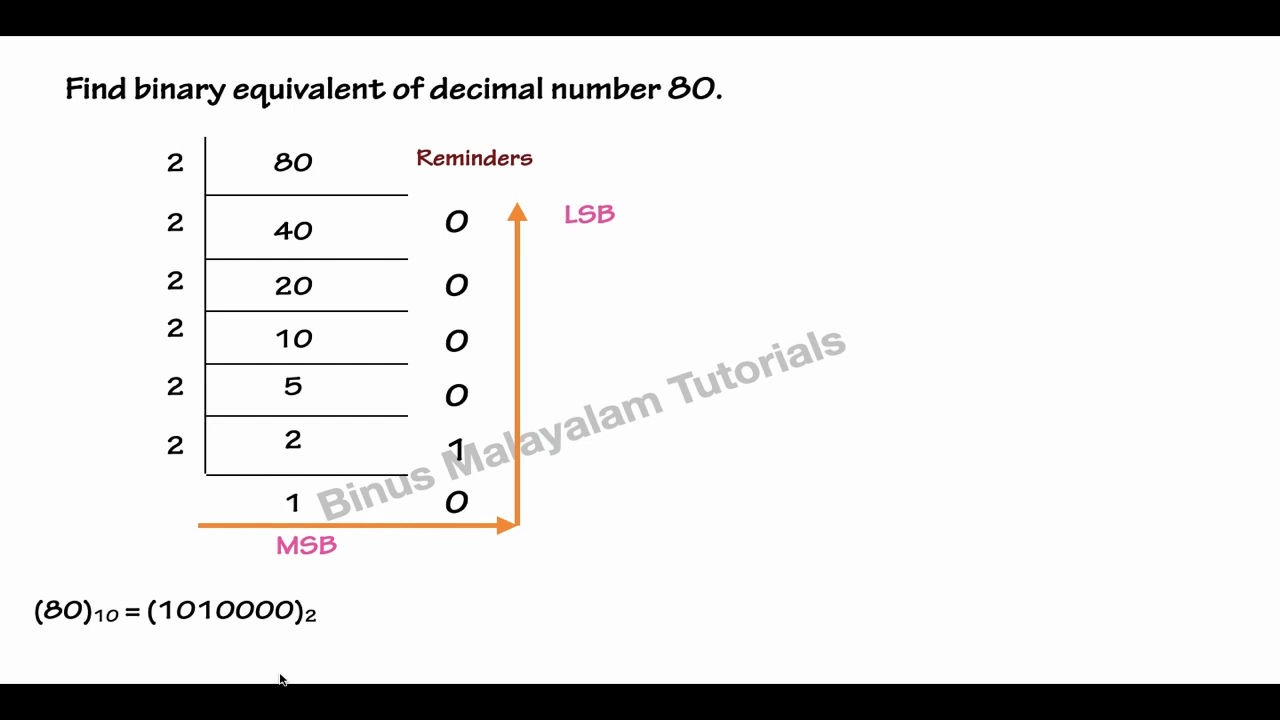 Find binary equivalent of decimal number 80.
2 80 Reminders
2 40 0 LSB
2 20 0
2 10 0
2 5 0
2 2 1
1 0
MSB
Binus Malayalam Tutorials
(80)₁₀ = (1010000)₂